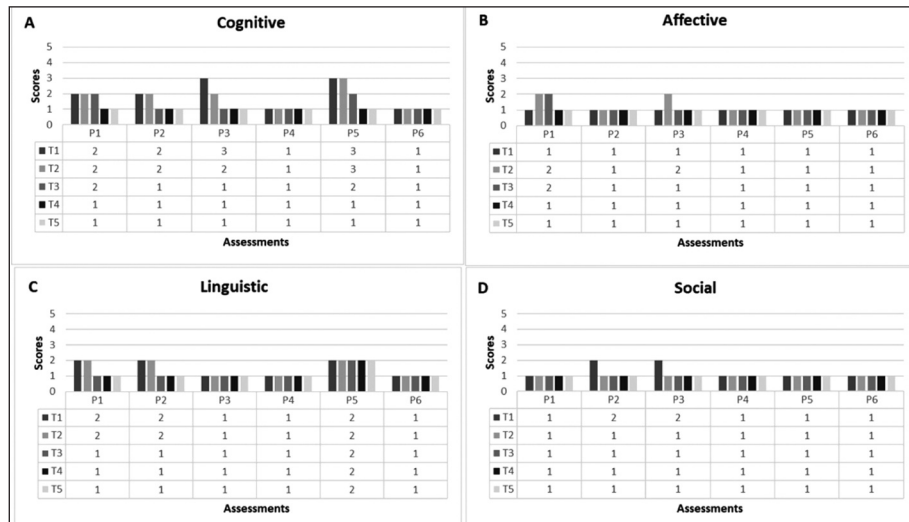 A
Cognitive
Scores
5
4
3
2
1
0
P1 P2 P3 P4 P5 P6
T1 2 2 3 1 3 1
T2 2 2 2 1 3 1
T3 2 1 1 1 2 1
T4 1 1 1 1 1 1
T5 1 1 1 1 1 1
Assessments
B
Affective
Scores
5
4
3
2
1
0
P1 P2 P3 P4 P5 P6
T1 1 1 1 1 1 1
T2 2 1 2 1 1 1
T3 2 1 1 1 1 1
T4 1 1 1 1 1 1
T5 1 1 1 1 1 1
Assessments
C
Linguistic
Scores
5
4
3
2
1
0
P1 P2 P3 P4 P5 P6
T1 2 2 1 1 2 1
T2 2 2 1 1 2 1
T3 1 1 1 1 2 1
T4 1 1 1 1 2 1
T5 1 1 1 1 2 1
Assessments
D
Social
Scores
5
4
3
2
1
0
P1 P2 P3 P4 P5 P6
T1 1 2 2 1 1 1
T2 1 1 1 1 1 1
T3 1 1 1 1 1 1
T4 1 1 1 1 1 1
T5 1 1 1 1 1 1
Assessments